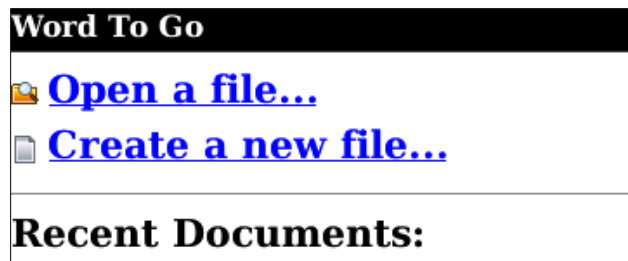 Word To Go
Open a file...
Create a new file...
Recent Documents: